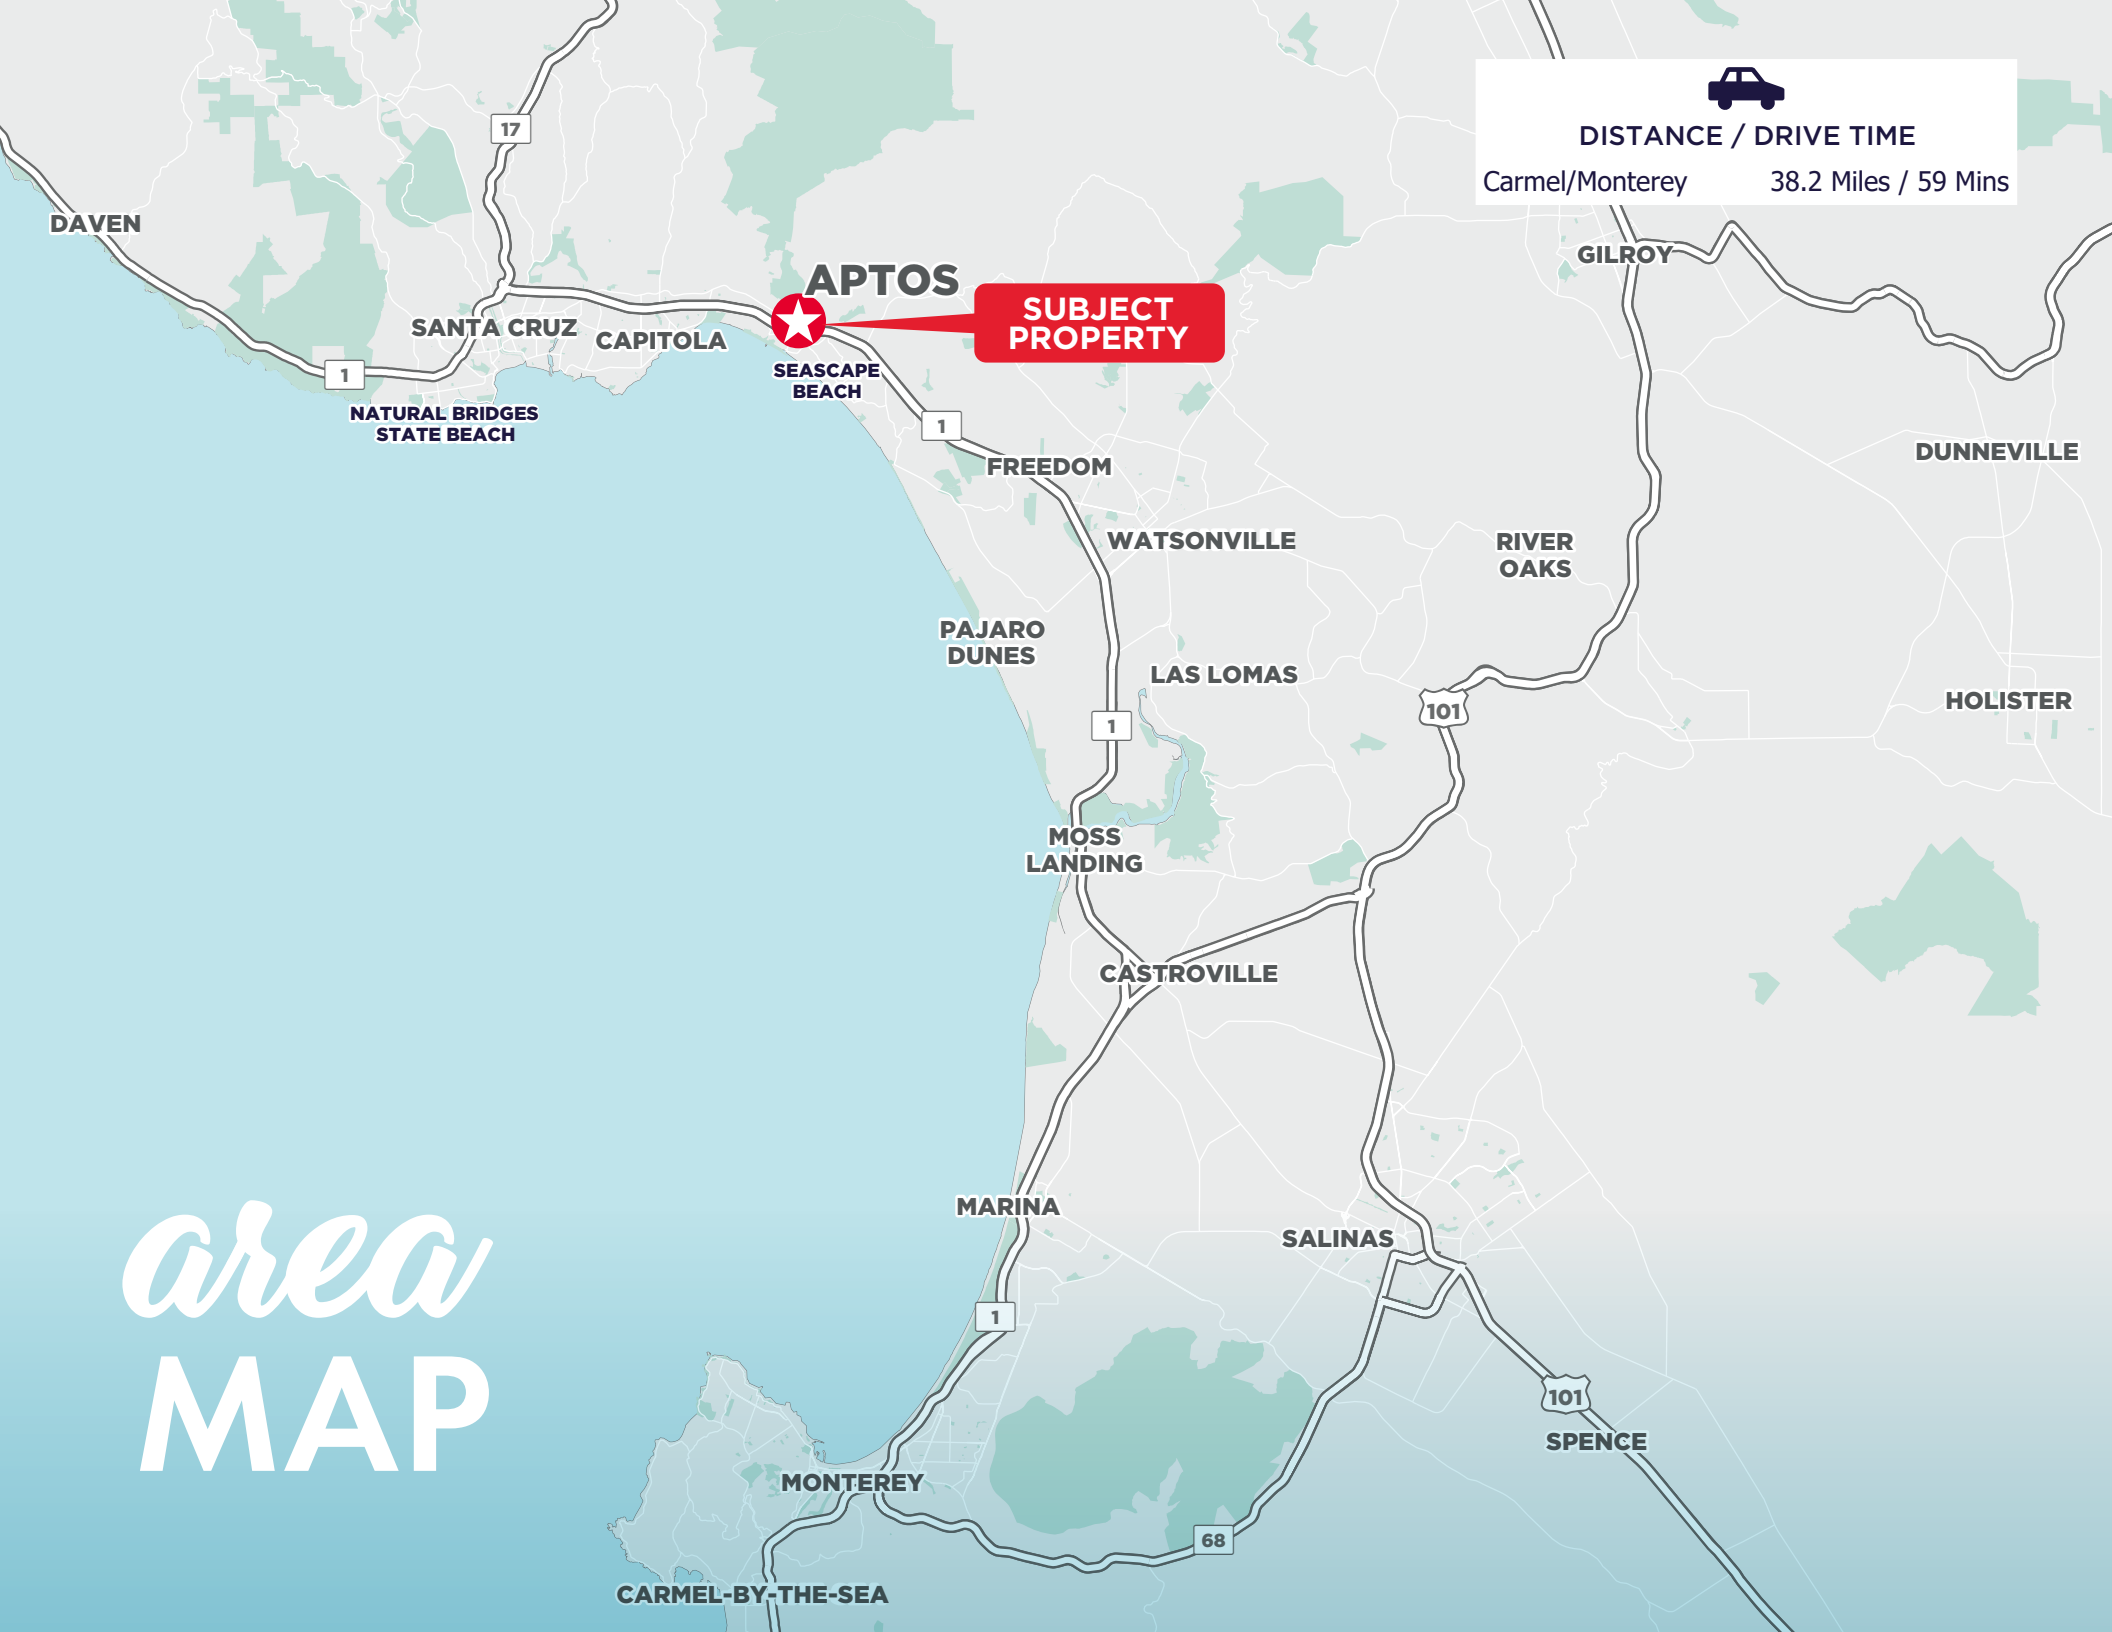 17
DISTANCE / DRIVE TIME
Carmel/Monterey 38.2 Miles / 59 Mins
DAVEN
GILROY
APTOS
SUBJECT
PROPERTY
SANTA CRUZ
CAPITOLA
1
SEASCAPE
BEACH
NATURAL BRIDGES
STATE BEACH
1
FREEDOM
DUNNEVILLE
WATSONVILLE
RIVER
OAKS
PAJARO
DUNES
LAS LOMAS
HOLISTER
101
1
MOSS
LANDING
CASTROVILLE
MARINA
SALINAS
area
MAP
1
101
SPENCE
MONTEREY
68
CARMEL-BY-THE-SEA